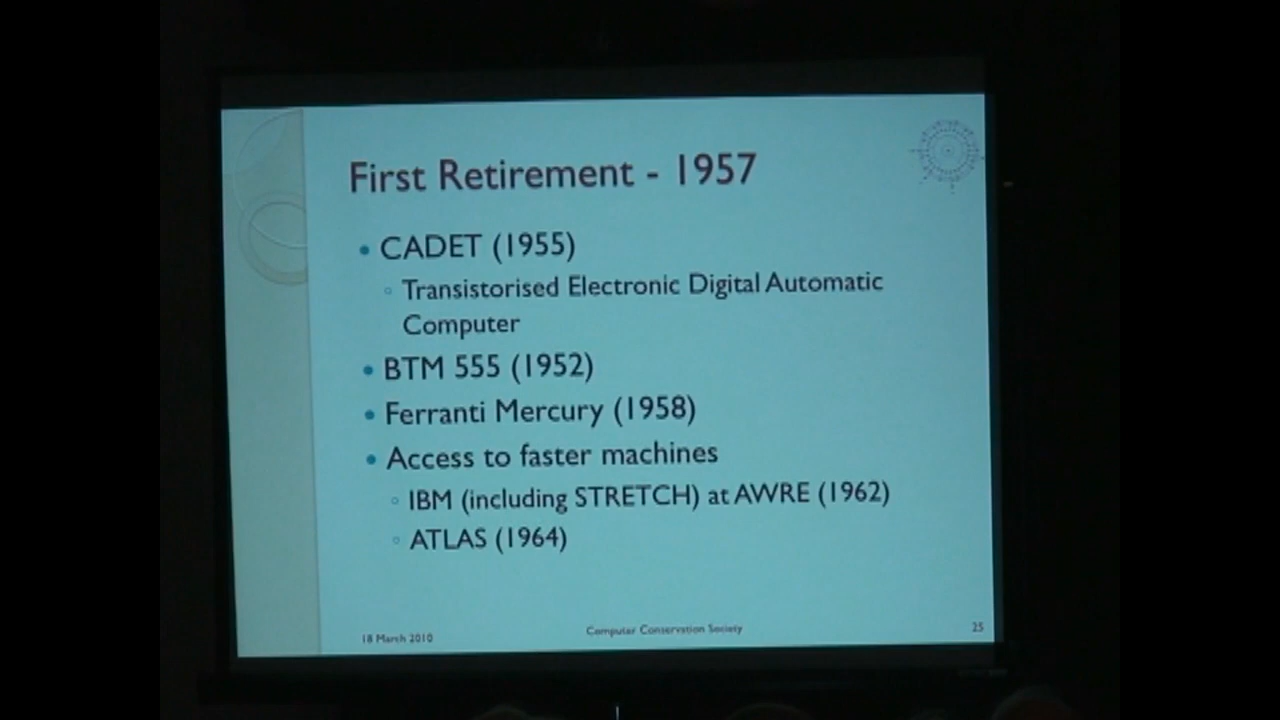 First Retirement - 1957
• CADET (1955)
◦ Transistorised Electronic Digital Automatic
Computer
• BTM 555 (1952)
• Ferranti Mercury (1958)
• Access to faster machines
◦ IBM (including STRETCH) at AWRE (1962)
◦ ATLAS (1964)
18 March 2010
Computer Conservation Society
25